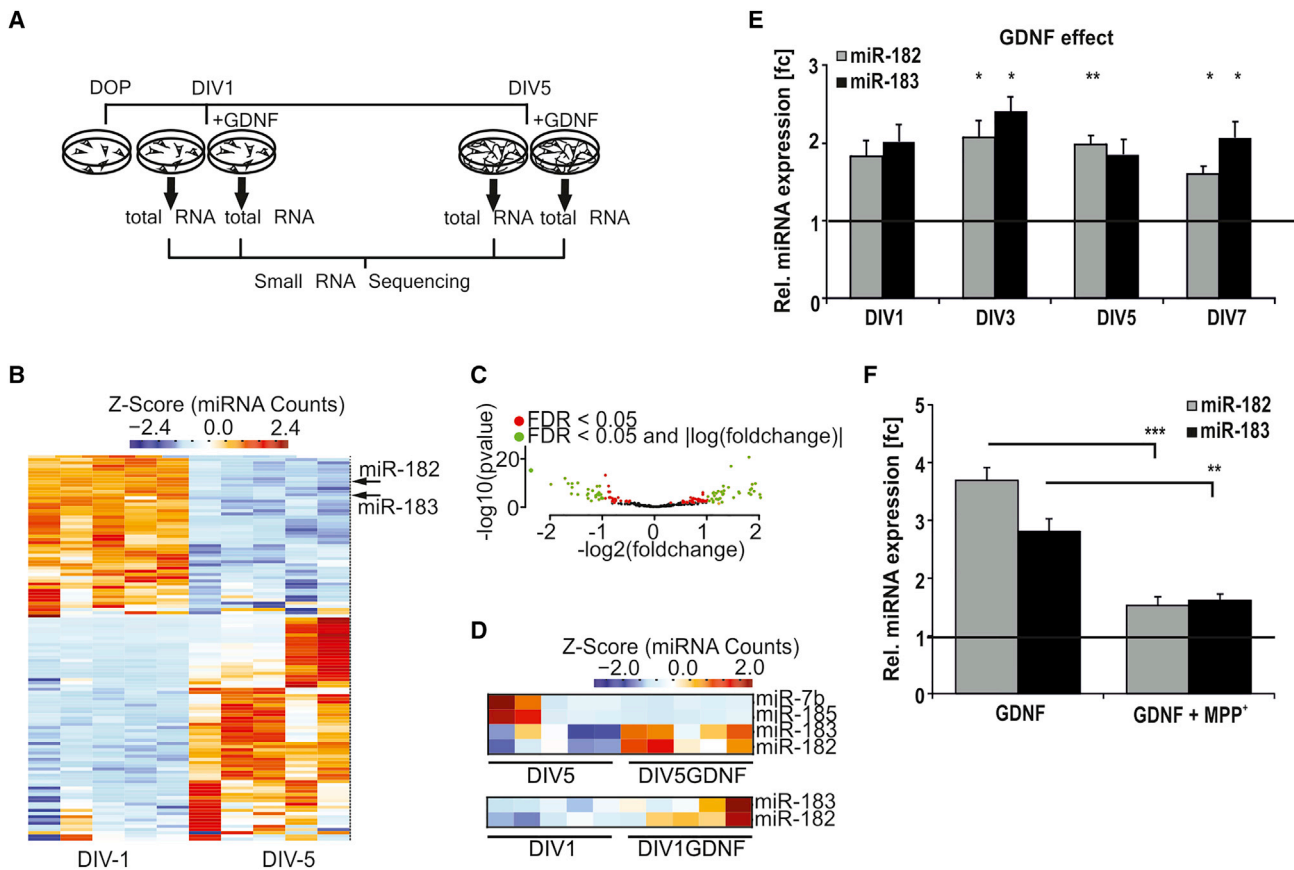 A
DOP DIV1 DIV5
+GDNF +GDNF
total RNA total RNA total RNA total RNA
Small RNA Sequencing
B
Z-Score (miRNA Counts)
−2.4 0.0 2.4
miR-182
miR-183
DIV-1 DIV-5
C
FDR < 0.05
FDR < 0.05 and |log(foldchange)|
-log10(pvalue)
20
0
-2 -1 0 1 2
-log2(foldchange)
D
Z-Score (miRNA Counts)
−2.0 0.0 2.0
miR-7b
miR-185
miR-183
miR-182
DIV5 DIV5GDNF
miR-183
miR-182
DIV1 DIV1GDNF
E
GDNF effect
miR-182
miR-183
Rel. miRNA expression [fc]
3
2
1
0
* * ** * *
DIV1 DIV3 DIV5 DIV7
F
miR-182
miR-183
Rel. miRNA expression [fc]
5
4
3
2
1
0
***
**
GDNF GDNF + MPP⁺